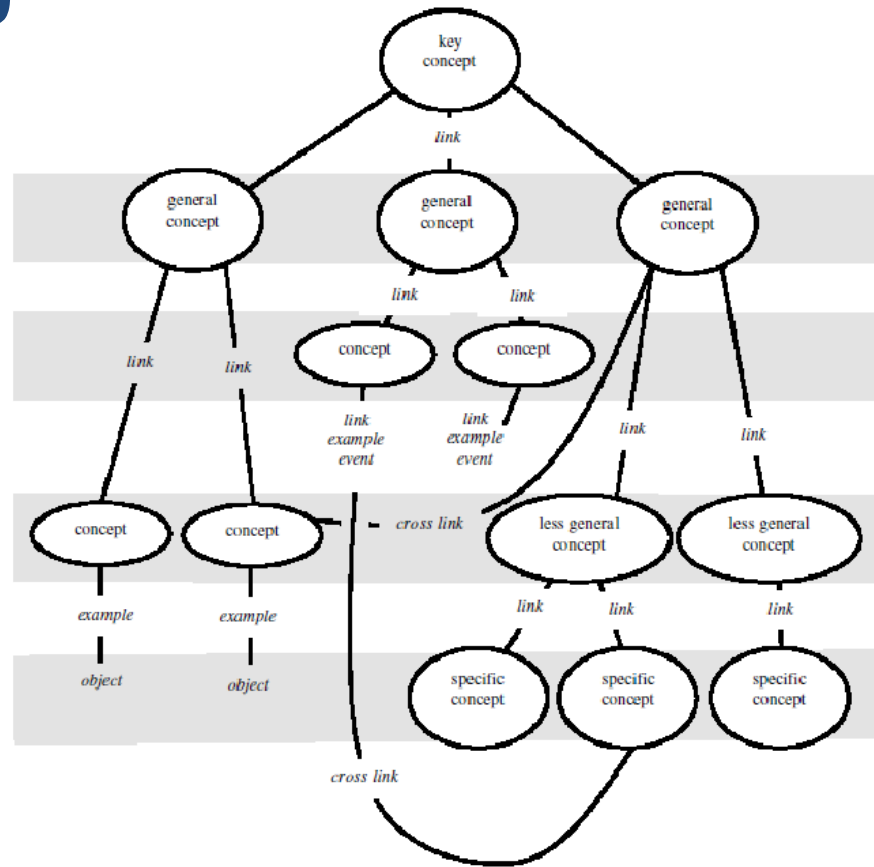 key
concept
link
general
concept
general
concept
general
concept
link
link
concept
concept
link
link
link
example
event
link
example
event
link
link
concept
concept
cross link
less general
concept
less general
concept
example
example
link
link
link
object
object
specific
concept
specific
concept
specific
concept
cross link